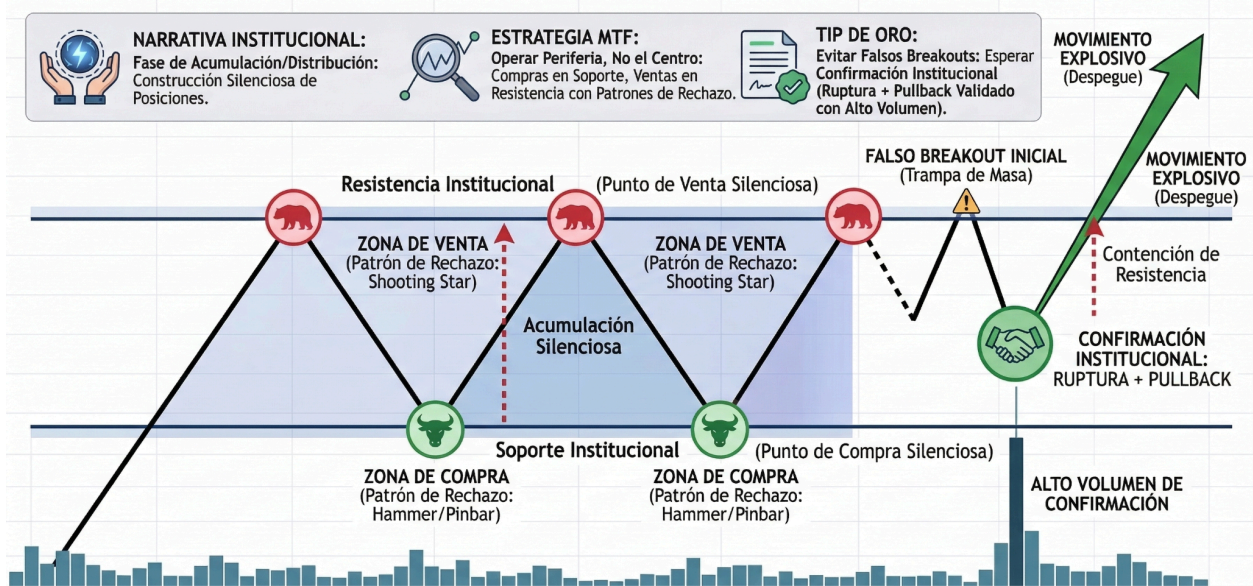 NARRATIVA INSTITUCIONAL:
Fase de Acumulación/Distribución:
Construcción Silenciosa de
Posiciones.
ESTRATEGIA MTF:
Operar Periferia, No el Centro:
Compras en Soporte, Ventas en
Resistencia con Patrones de Rechazo.
TIP DE ORO:
Evitar Falsos Breakouts: Esperar
Confirmación Institucional
(Ruptura + Pullback Validado
con Alto Volumen).
MOVIMIENTO
EXPLOSIVO
(Despegue)
FALSO BREAKOUT INICIAL
(Trampa de Masa)
MOVIMIENTO
EXPLOSIVO
(Despegue)
Resistencia Institucional
(Punto de Venta Silenciosa)
ZONA DE VENTA
(Patrón de Rechazo:
Shooting Star)
ZONA DE VENTA
(Patrón de Rechazo:
Shooting Star)
Contención de
Resistencia
Acumulación
Silenciosa
CONFIRMACIÓN
INSTITUCIONAL:
RUPTURA + PULLBACK
Soporte Institucional
(Punto de Compra Silenciosa)
ZONA DE COMPRA
(Patrón de Rechazo:
Hammer/Pinbar)
ZONA DE COMPRA
(Patrón de Rechazo:
Hammer/Pinbar)
ALTO VOLUMEN DE
CONFIRMACIÓN